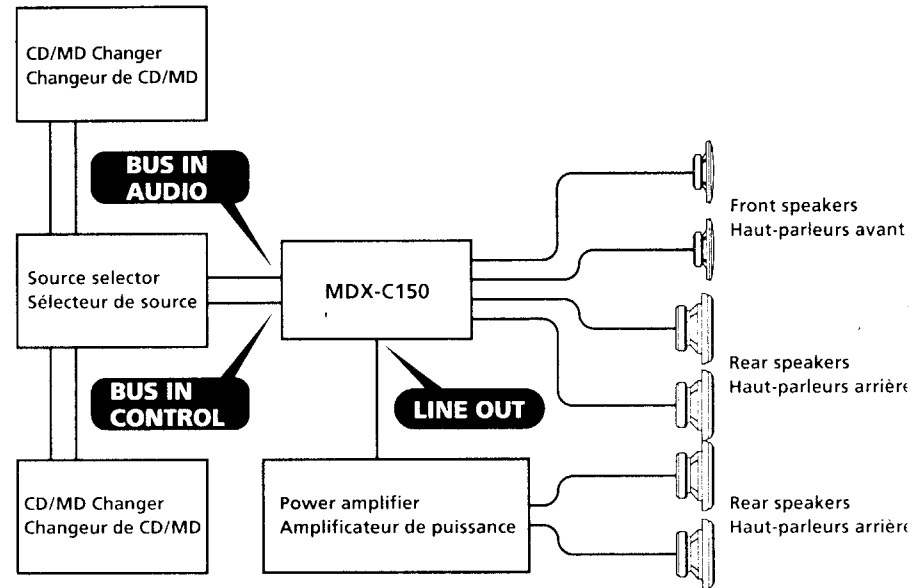 CD/MD Changer
Changeur de CD/MD
BUS IN
AUDIO
Front speakers
Haut-parleurs avant
Source selector
Sélecteur de source
MDX-C150
Rear speakers
Haut-parleurs arrière
BUS IN
CONTROL
LINE OUT
CD/MD Changer
Changeur de CD/MD
Power amplifier
Amplificateur de puissance
Rear speakers
Haut-parleurs arrière